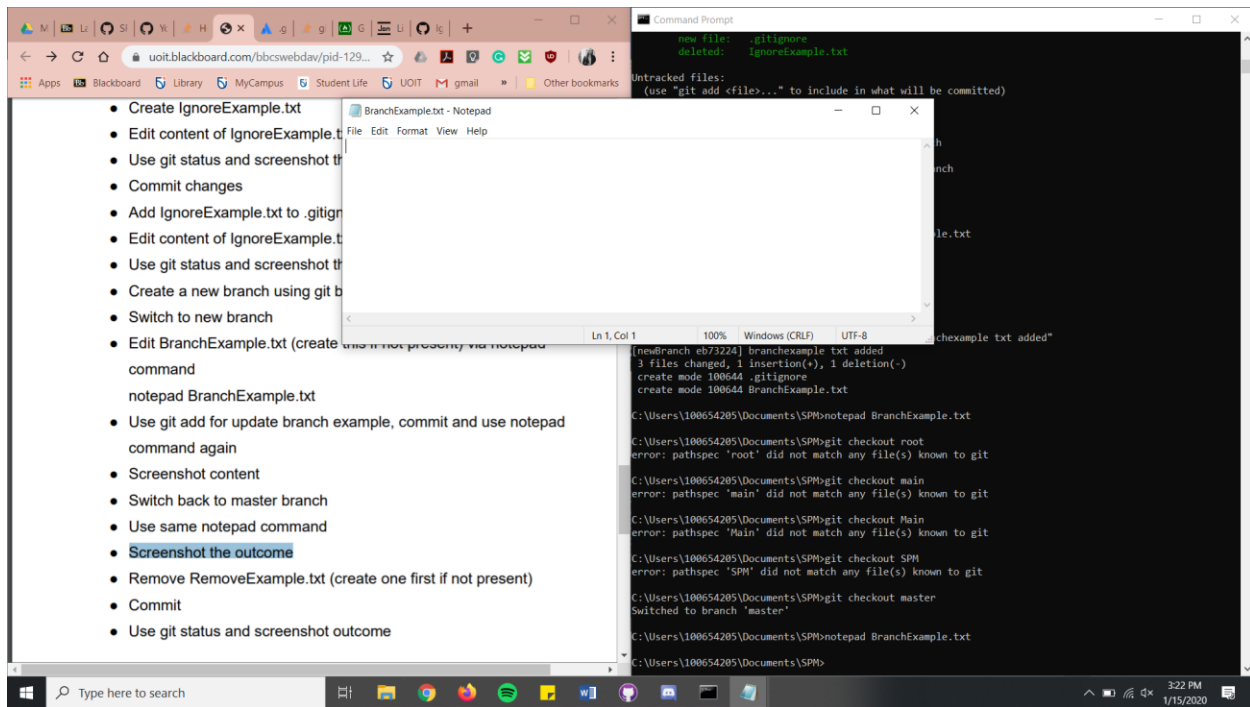 uoit.blackboard.com/bbcswebdav/pid-129...
Apps
Blackboard
Library
MyCampus
Student Life
UOIT
gmail
»
Other bookmarks
● Create IgnoreExample.txt
● Edit content of IgnoreExample.t
● Use git status and screenshot th
● Commit changes
● Add IgnoreExample.txt to .gitign
● Edit content of IgnoreExample.t
● Use git status and screenshot th
● Create a new branch using git b
● Switch to new branch
● Edit BranchExample.txt (create this if not present) via notepad
command
notepad BranchExample.txt
● Use git add for update branch example, commit and use notepad
command again
● Screenshot content
● Switch back to master branch
● Use same notepad command
● Screenshot the outcome
● Remove RemoveExample.txt (create one first if not present)
● Commit
● Use git status and screenshot outcome
BranchExample.txt - Notepad
File Edit Format View Help
Ln 1, Col 1
100%
Windows (CRLF)
UTF-8
Command Prompt
new file: .gitignore
deleted: IgnoreExample.txt
Untracked files:
(use "git add <file>..." to include in what will be committed)
h
nch
le.txt
chexample txt added"
[newBranch eb73224] branchexample txt added
3 files changed, 1 insertion(+), 1 deletion(-)
create mode 100644 .gitignore
create mode 100644 BranchExample.txt
C:\Users\100654205\Documents\SPM>notepad BranchExample.txt
C:\Users\100654205\Documents\SPM>git checkout root
error: pathspec 'root' did not match any file(s) known to git
C:\Users\100654205\Documents\SPM>git checkout main
error: pathspec 'main' did not match any file(s) known to git
C:\Users\100654205\Documents\SPM>git checkout Main
error: pathspec 'Main' did not match any file(s) known to git
C:\Users\100654205\Documents\SPM>git checkout SPM
error: pathspec 'SPM' did not match any file(s) known to git
C:\Users\100654205\Documents\SPM>git checkout master
Switched to branch 'master'
C:\Users\100654205\Documents\SPM>notepad BranchExample.txt
C:\Users\100654205\Documents\SPM>
Type here to search
3:22 PM
1/15/2020